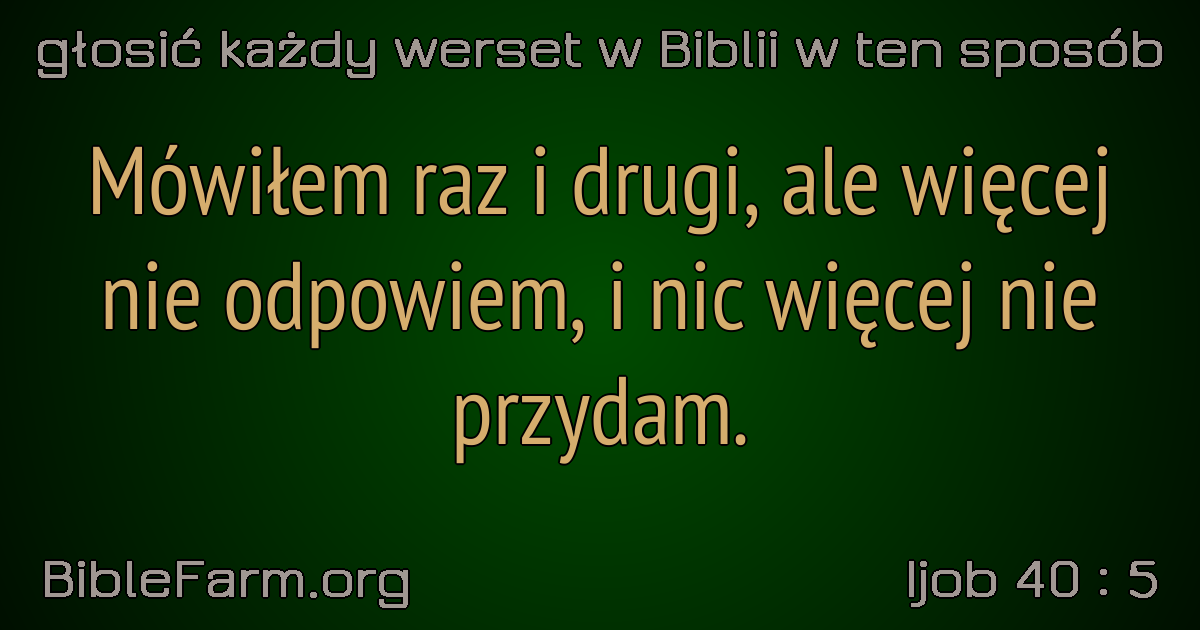 głosić każdy werset w Biblii w ten sposób
Mówiłem raz i drugi, ale więcej
nie odpowiem, i nic więcej nie
przydam.
BibleFarm.org
Ijob 40 : 5